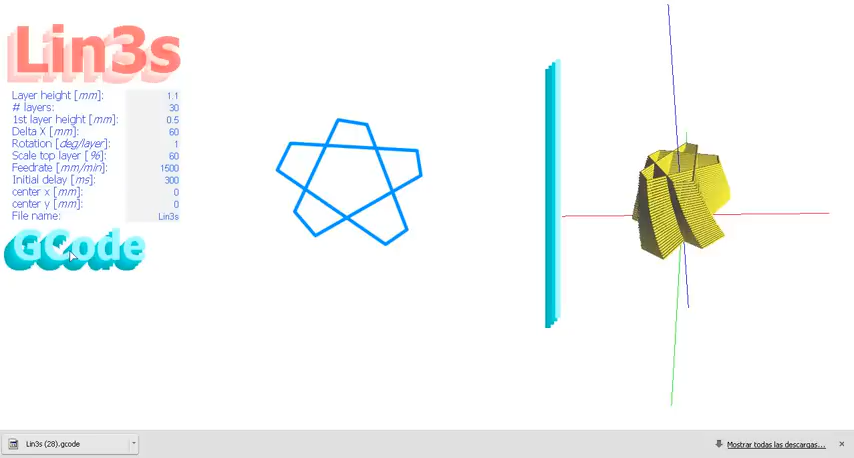 Lin3s
Layer height [mm]: 1.1
# layers: 30
1st layer height [mm]: 0.5
Delta X [mm]: 60
Rotation [deg/layer]: 1
Scale top layer [%]: 60
Feedrate [mm/min]: 1500
Initial delay [ms]: 300
center x [mm]: 0
center y [mm]: 0
File name: Lin3s
GCode
Lin3s (28).gcode
Mostrar todas las descargas...